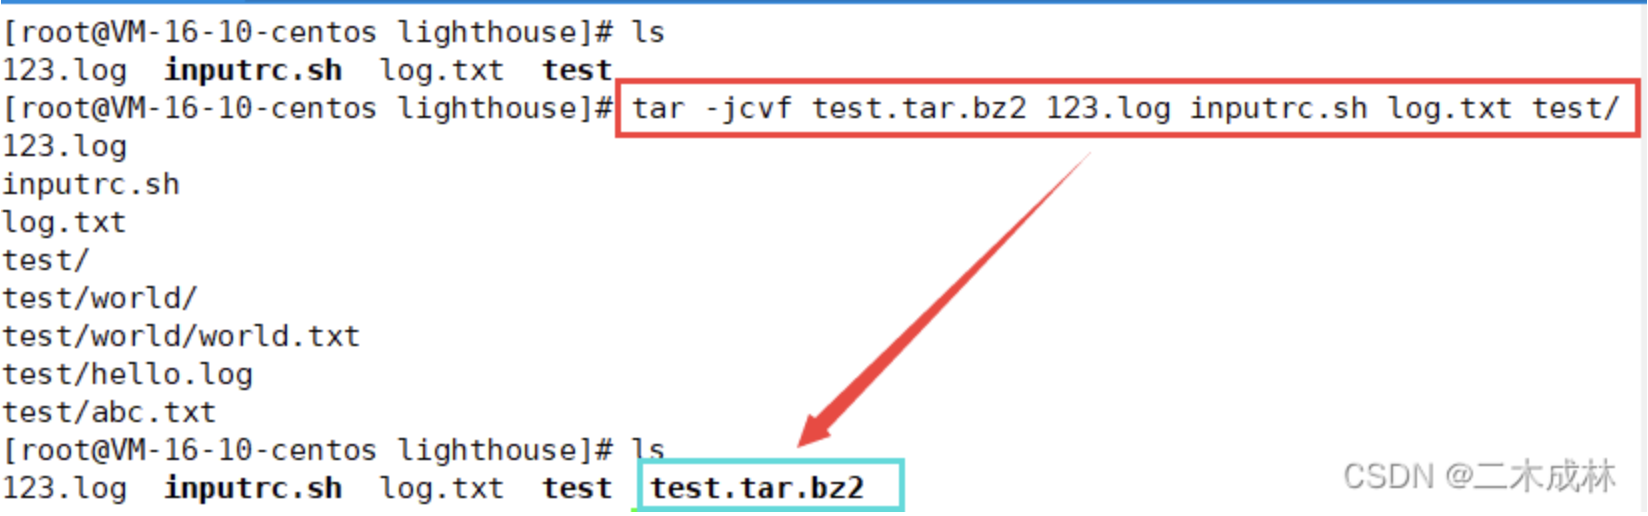 [root@VM-16-10-centos lighthouse]# ls
123.log  inputrc.sh  log.txt  test
[root@VM-16-10-centos lighthouse]# tar -jcvf test.tar.bz2 123.log inputrc.sh log.txt test/
123.log
inputrc.sh
log.txt
test/
test/world/
test/world/world.txt
test/hello.log
test/abc.txt
[root@VM-16-10-centos lighthouse]# ls
123.log  inputrc.sh  log.txt  test  test.tar.bz2
CSDN @二木成林